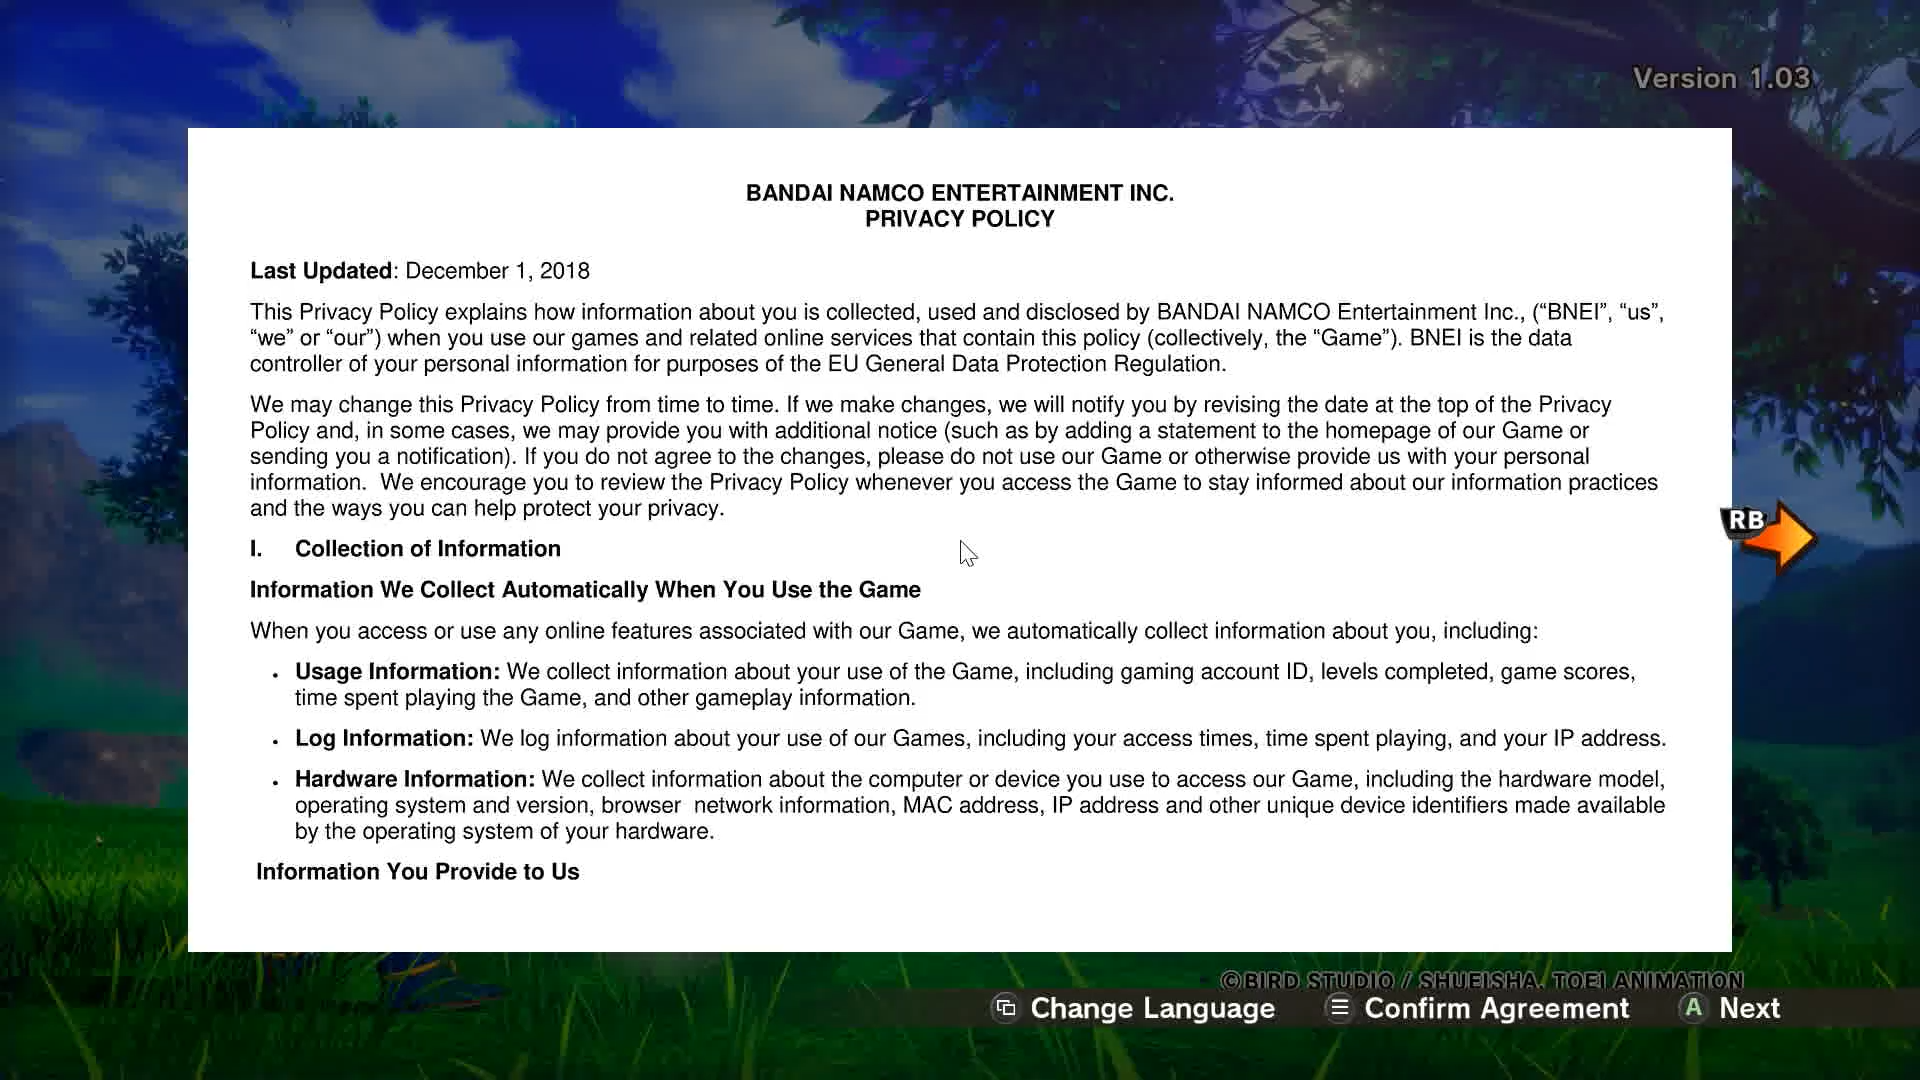 Version 1.03
BANDAI NAMCO ENTERTAINMENT INC.
PRIVACY POLICY
Last Updated: December 1, 2018
This Privacy Policy explains how information about you is collected, used and disclosed by BANDAI NAMCO Entertainment Inc., (“BNEI”, “us”,
“we” or “our”) when you use our games and related online services that contain this policy (collectively, the “Game”). BNEI is the data
controller of your personal information for purposes of the EU General Data Protection Regulation.
We may change this Privacy Policy from time to time. If we make changes, we will notify you by revising the date at the top of the Privacy
Policy and, in some cases, we may provide you with additional notice (such as by adding a statement to the homepage of our Game or
sending you a notification). If you do not agree to the changes, please do not use our Game or otherwise provide us with your personal
information.  We encourage you to review the Privacy Policy whenever you access the Game to stay informed about our information practices
and the ways you can help protect your privacy.
RB
I. Collection of Information
Information We Collect Automatically When You Use the Game
When you access or use any online features associated with our Game, we automatically collect information about you, including:
• Usage Information: We collect information about your use of the Game, including gaming account ID, levels completed, game scores,
time spent playing the Game, and other gameplay information.
• Log Information: We log information about your use of our Games, including your access times, time spent playing, and your IP address.
• Hardware Information: We collect information about the computer or device you use to access our Game, including the hardware model,
operating system and version, browser  network information, MAC address, IP address and other unique device identifiers made available
by the operating system of your hardware.
Information You Provide to Us
©BIRD STUDIO / SHUEISHA, TOEI ANIMATION
Change Language Confirm Agreement A Next